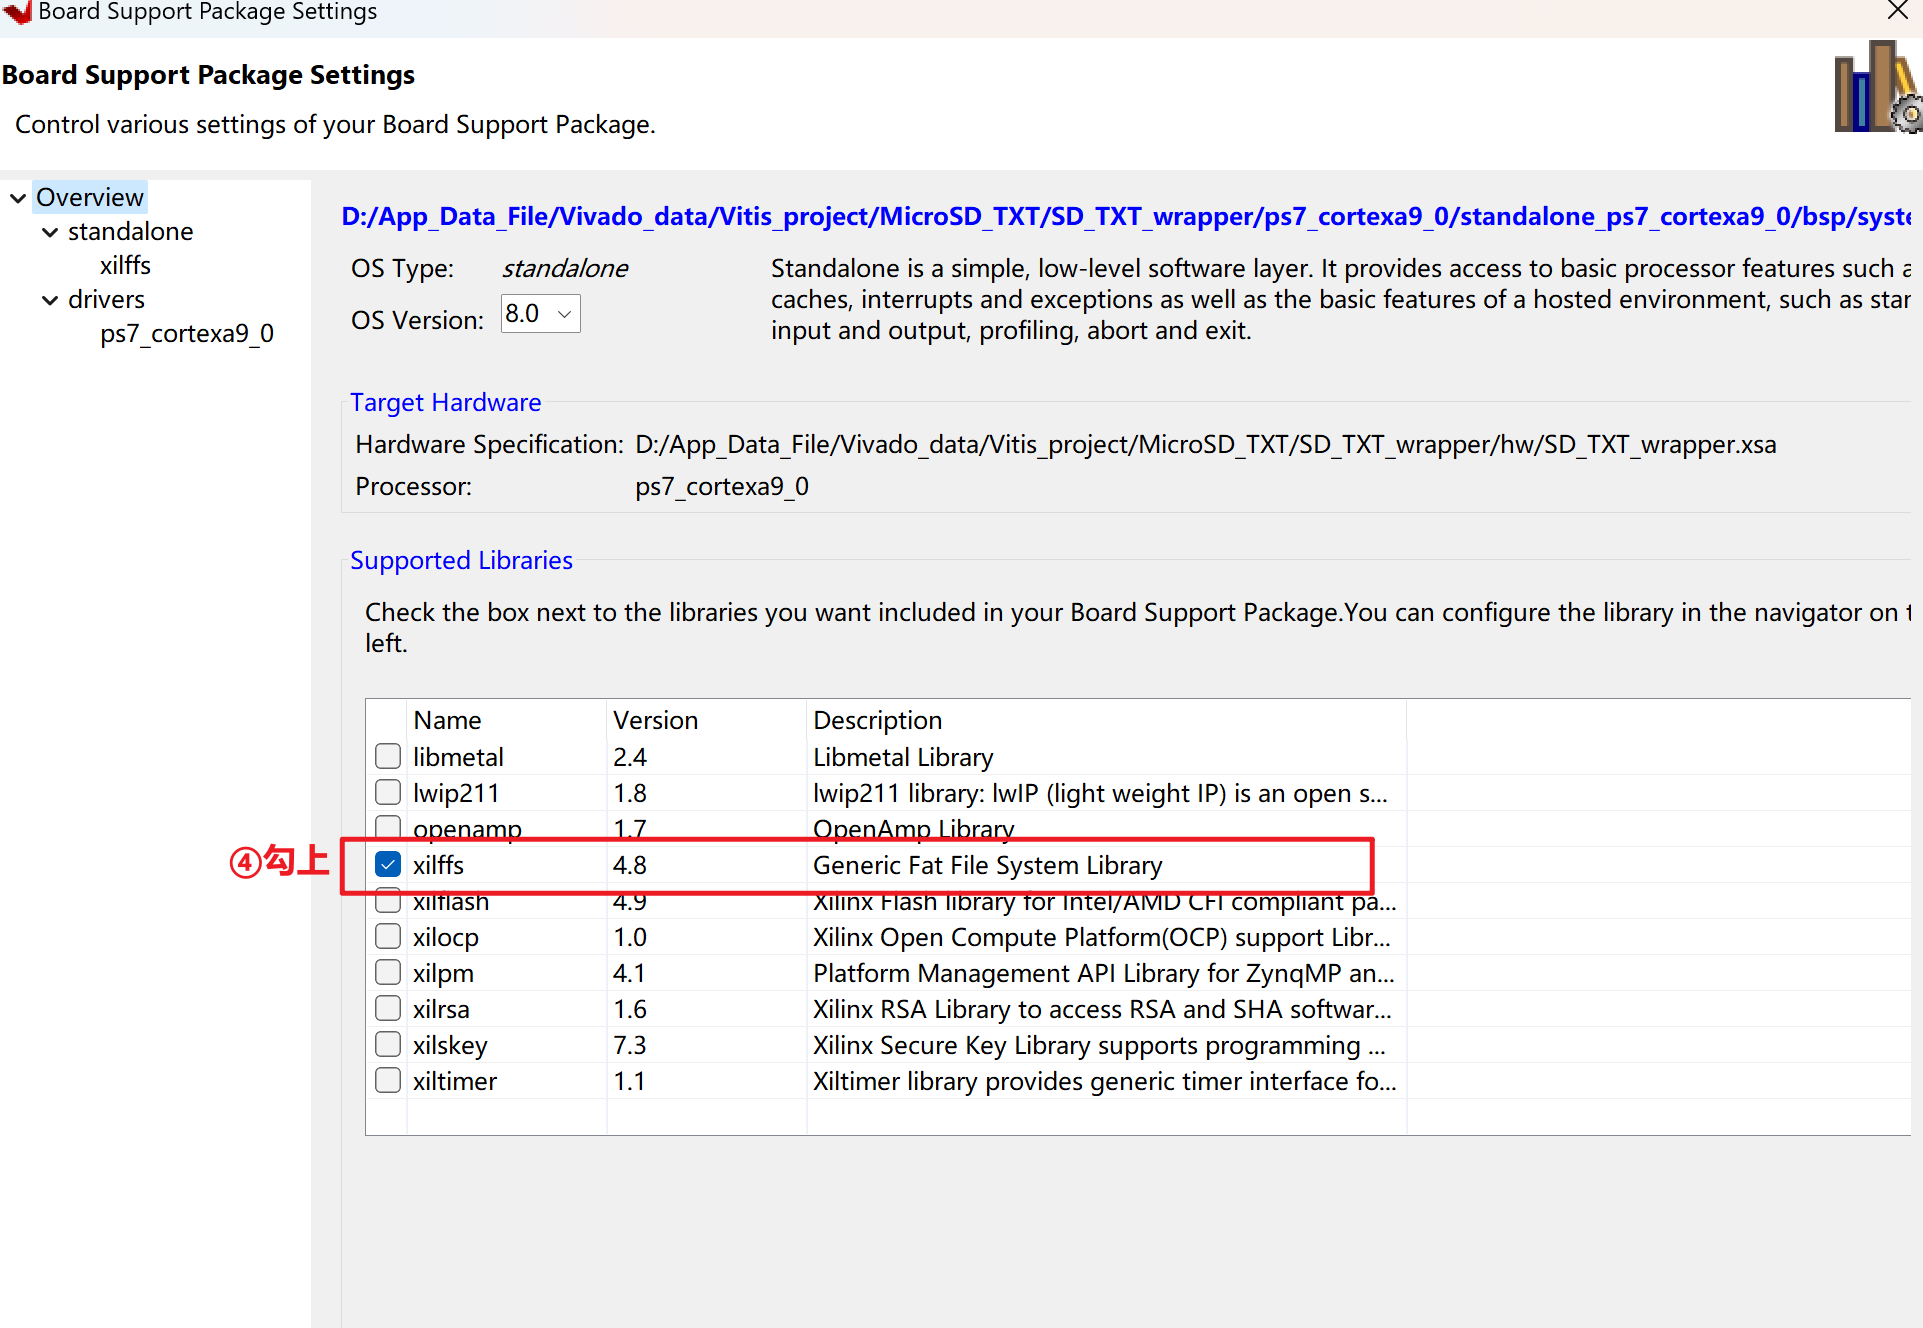 Board Support Package Settings
Board Support Package Settings
Control various settings of your Board Support Package.
Overview
standalone
xilffs
drivers
ps7_cortexa9_0
D:/App_Data_File/Vivado_data/Vitis_project/MicroSD_TXT/SD_TXT_wrapper/ps7_cortexa9_0/standalone_ps7_cortexa9_0/bsp/syste
OS Type: standalone
OS Version: 8.0
Standalone is a simple, low-level software layer. It provides access to basic processor features such a
caches, interrupts and exceptions as well as the basic features of a hosted environment, such as star
input and output, profiling, abort and exit.
Target Hardware
Hardware Specification: D:/App_Data_File/Vivado_data/Vitis_project/MicroSD_TXT/SD_TXT_wrapper/hw/SD_TXT_wrapper.xsa
Processor: ps7_cortexa9_0
Supported Libraries
Check the box next to the libraries you want included in your Board Support Package.You can configure the library in the navigator on t
left.
Name Version Description
libmetal 2.4 Libmetal Library
lwip211 1.8 lwip211 library: lwIP (light weight IP) is an open s...
openamp 1.7 OpenAmp Library
④勾上 xilffs 4.8 Generic Fat File System Library
xilflash 4.9 Xilinx Flash library for Intel/AMD CFI compliant pa...
xilocp 1.0 Xilinx Open Compute Platform(OCP) support Libr...
xilpm 4.1 Platform Management API Library for ZynqMP an...
xilrsa 1.6 Xilinx RSA Library to access RSA and SHA softwar...
xilskey 7.3 Xilinx Secure Key Library supports programming ...
xiltimer 1.1 Xiltimer library provides generic timer interface fo...